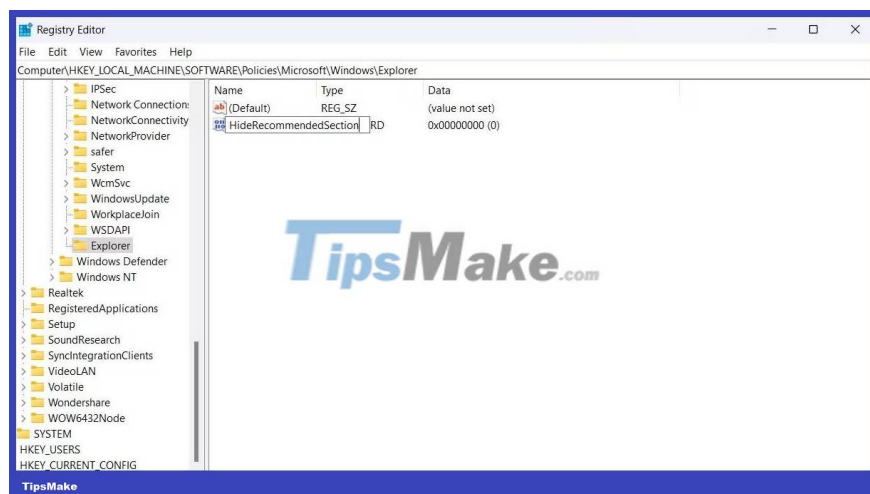 Registry Editor
File Edit View Favorites Help
Computer\HKEY_LOCAL_MACHINE\SOFTWARE\Policies\Microsoft\Windows\Explorer
IPSec
Network Connection
NetworkConnectivity
NetworkProvider
safer
System
WcmSvc
WindowsUpdate
WorkplaceJoin
WSDAPI
Explorer
Windows Defender
Windows NT
Realtek
RegisteredApplications
Setup
SoundResearch
SyncIntegrationClients
VideoLAN
Volatile
Wondershare
WOW6432Node
SYSTEM
HKEY_USERS
HKEY_CURRENT_CONFIG
Name Type Data
(Default) REG_SZ (value not set)
HideRecommendedSection RD 0x00000000 (0)
TipsMake.com
TipsMake